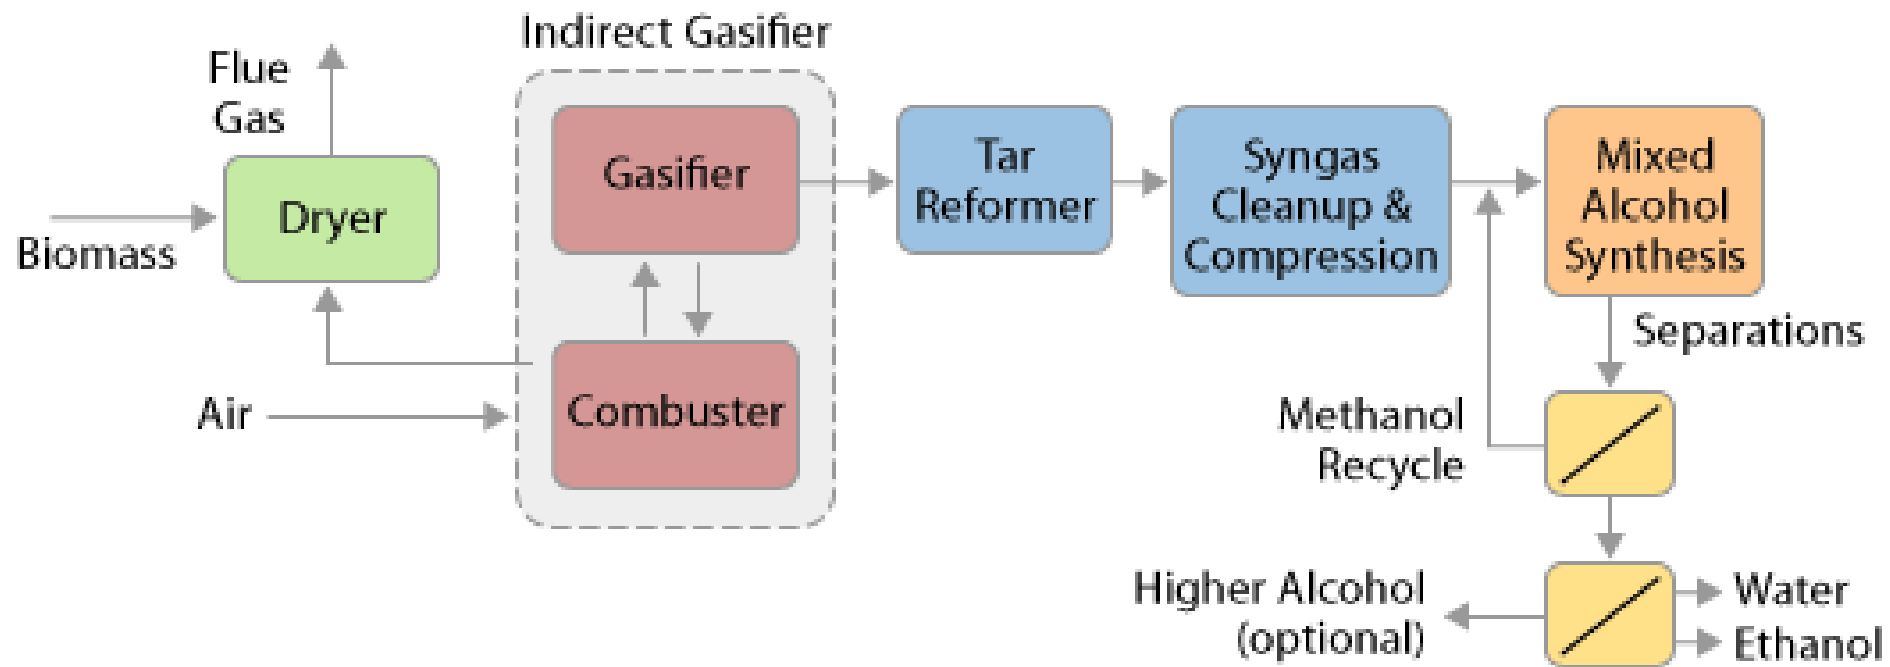 Indirect Gasifier
Flue
Gas
Dryer
Biomass
Air
Gasifier
Combuster
Tar
Reformer
Syngas
Cleanup &
Compression
Mixed
Alcohol
Synthesis
Separations
Methanol
Recycle
Higher Alcohol
(optional)
Water
Ethanol